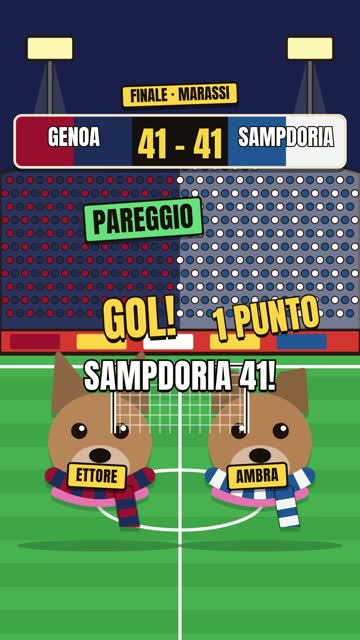 FINALE · MARASSI
GENOA 41 - 41 SAMPDORIA
PAREGGIO
GOL! 1 PUNTO
SAMPDORIA 41!
ETTORE AMBRA